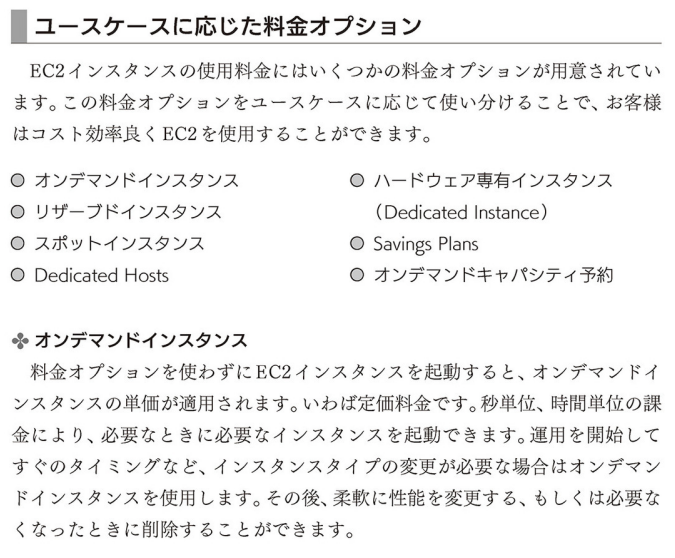 ユースケースに応じた料金オプション
EC2インスタンスの使用料金にはいくつかの料金オプションが用意されてい
ます。この料金オプションをユースケースに応じて使い分けることで、お客様
はコスト効率良くEC2を使用することができます。
オンデマンドインスタンス
リザーブドインスタンス
スポットインスタンス
Dedicated Hosts
ハードウェア専有インスタンス
（Dedicated Instance）
Savings Plans
オンデマンドキャパシティ予約
オンデマンドインスタンス
料金オプションを使わずにEC2インスタンスを起動すると、オンデマンドイ
ンスタンスの単価が適用されます。いわば定価料金です。秒単位、時間単位の課
金により、必要なときに必要なインスタンスを起動できます。運用を開始して
すぐのタイミングなど、インスタンスタイプの変更が必要な場合はオンデマン
ドインスタンスを使用します。その後、柔軟に性能を変更する、もしくは必要な
くなったときに削除することができます。